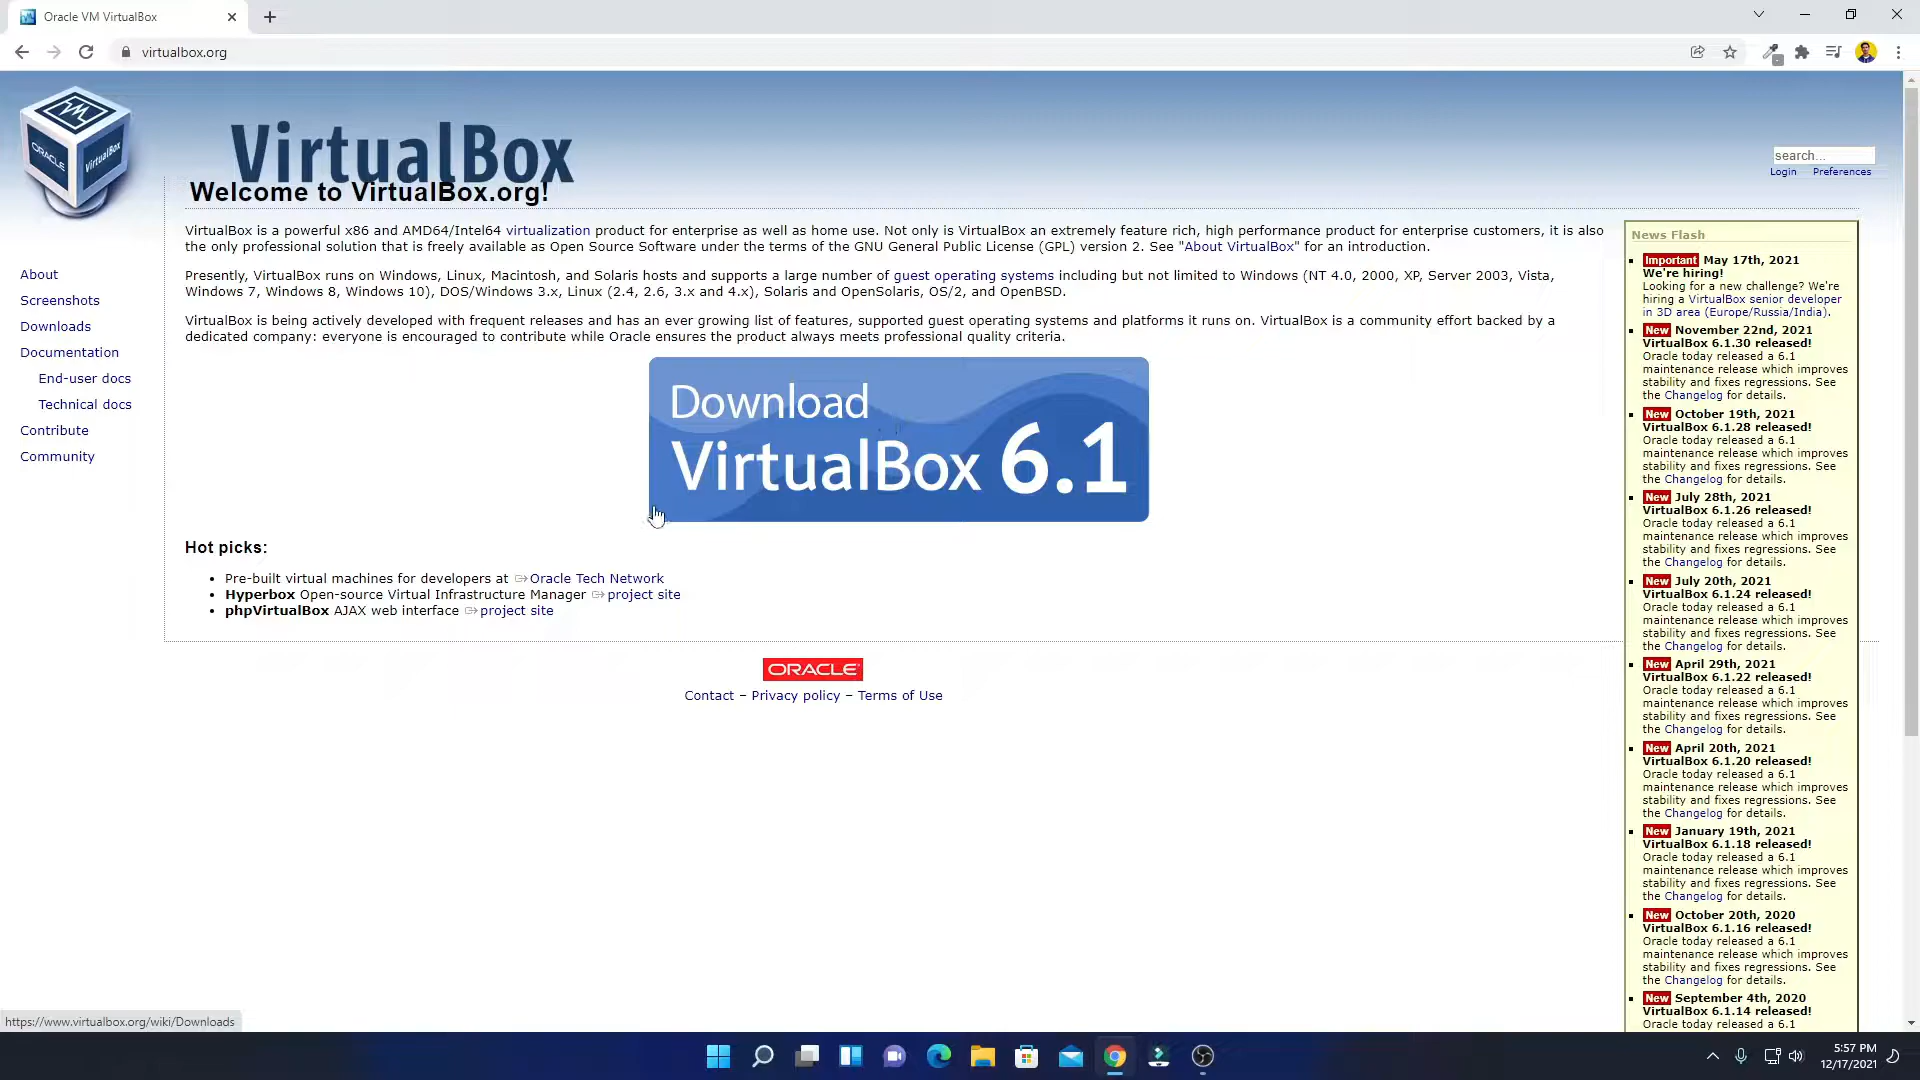 Oracle VM VirtualBox
virtualbox.org
ORACLE
VirtualBox
VirtualBox
search...
Login Preferences
Welcome to VirtualBox.org!
VirtualBox is a powerful x86 and AMD64/Intel64 virtualization product for enterprise as well as home use. Not only is VirtualBox an extremely feature rich, high performance product for enterprise customers, it is also
the only professional solution that is freely available as Open Source Software under the terms of the GNU General Public License (GPL) version 2. See "About VirtualBox" for an introduction.
Presently, VirtualBox runs on Windows, Linux, Macintosh, and Solaris hosts and supports a large number of guest operating systems including but not limited to Windows (NT 4.0, 2000, XP, Server 2003, Vista,
Windows 7, Windows 8, Windows 10), DOS/Windows 3.x, Linux (2.4, 2.6, 3.x and 4.x), Solaris and OpenSolaris, OS/2, and OpenBSD.
VirtualBox is being actively developed with frequent releases and has an ever growing list of features, supported guest operating systems and platforms it runs on. VirtualBox is a community effort backed by a
dedicated company: everyone is encouraged to contribute while Oracle ensures the product always meets professional quality criteria.
About
Screenshots
Downloads
Documentation
End-user docs
Technical docs
Contribute
Community
Download
VirtualBox 6.1
Hot picks:
Pre-built virtual machines for developers at Oracle Tech Network
Hyperbox Open-source Virtual Infrastructure Manager project site
phpVirtualBox AJAX web interface project site
ORACLE
Contact – Privacy policy – Terms of Use
News Flash
Important May 17th, 2021
We're hiring!
Looking for a new challenge? We're
hiring a VirtualBox senior developer
in 3D area (Europe/Russia/India).
New November 22nd, 2021
VirtualBox 6.1.30 released!
Oracle today released a 6.1
maintenance release which improves
stability and fixes regressions. See
the Changelog for details.
New October 19th, 2021
VirtualBox 6.1.28 released!
Oracle today released a 6.1
maintenance release which improves
stability and fixes regressions. See
the Changelog for details.
New July 28th, 2021
VirtualBox 6.1.26 released!
Oracle today released a 6.1
maintenance release which improves
stability and fixes regressions. See
the Changelog for details.
New July 20th, 2021
VirtualBox 6.1.24 released!
Oracle today released a 6.1
maintenance release which improves
stability and fixes regressions. See
the Changelog for details.
New April 29th, 2021
VirtualBox 6.1.22 released!
Oracle today released a 6.1
maintenance release which improves
stability and fixes regressions. See
the Changelog for details.
New April 20th, 2021
VirtualBox 6.1.20 released!
Oracle today released a 6.1
maintenance release which improves
stability and fixes regressions. See
the Changelog for details.
New January 19th, 2021
VirtualBox 6.1.18 released!
Oracle today released a 6.1
maintenance release which improves
stability and fixes regressions. See
the Changelog for details.
New October 20th, 2020
VirtualBox 6.1.16 released!
Oracle today released a 6.1
maintenance release which improves
stability and fixes regressions. See
the Changelog for details.
New September 4th, 2020
VirtualBox 6.1.14 released!
Oracle today released a 6.1
https://www.virtualbox.org/wiki/Downloads
5:57 PM
12/17/2021